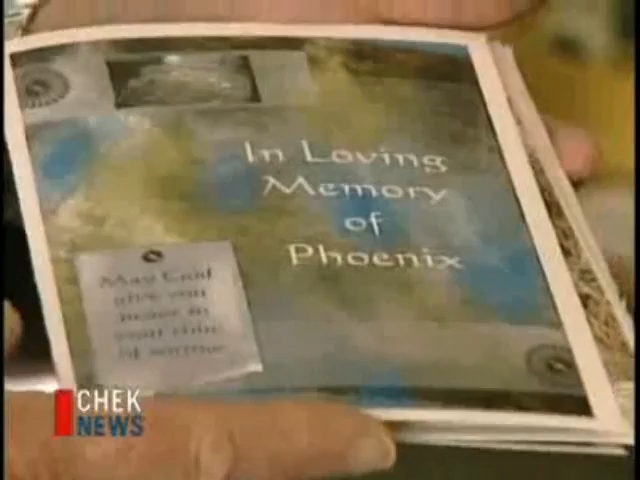 In Loving
Memory
of
Phoenix
May God
give you
peace in
your time
of sorrow
CHEK
NEWS